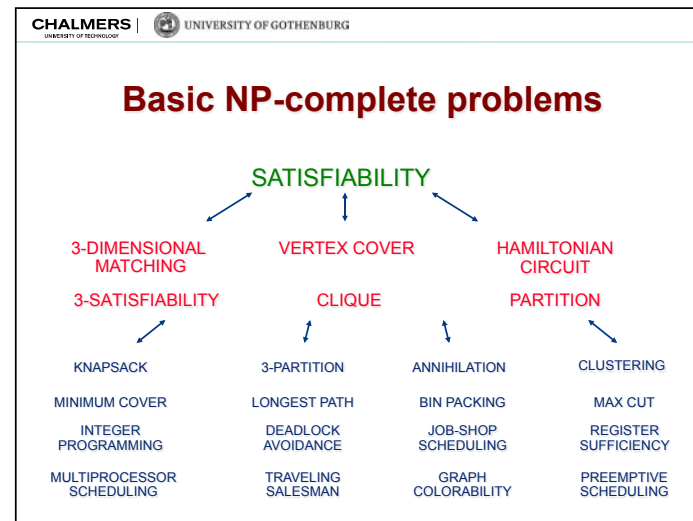 CHALMERS
UNIVERSITY OF TECHNOLOGY
UNIVERSITY OF GOTHENBURG
Basic NP-complete problems
SATISFIABILITY
3-DIMENSIONAL
MATCHING
VERTEX COVER
HAMILTONIAN
CIRCUIT
3-SATISFIABILITY
CLIQUE
PARTITION
KNAPSACK
3-PARTITION
ANNIHILATION
CLUSTERING
MINIMUM COVER
LONGEST PATH
BIN PACKING
MAX CUT
INTEGER
PROGRAMMING
DEADLOCK
AVOIDANCE
JOB-SHOP
SCHEDULING
REGISTER
SUFFICIENCY
MULTIPROCESSOR
SCHEDULING
TRAVELING
SALESMAN
GRAPH
COLORABILITY
PREEMPTIVE
SCHEDULING